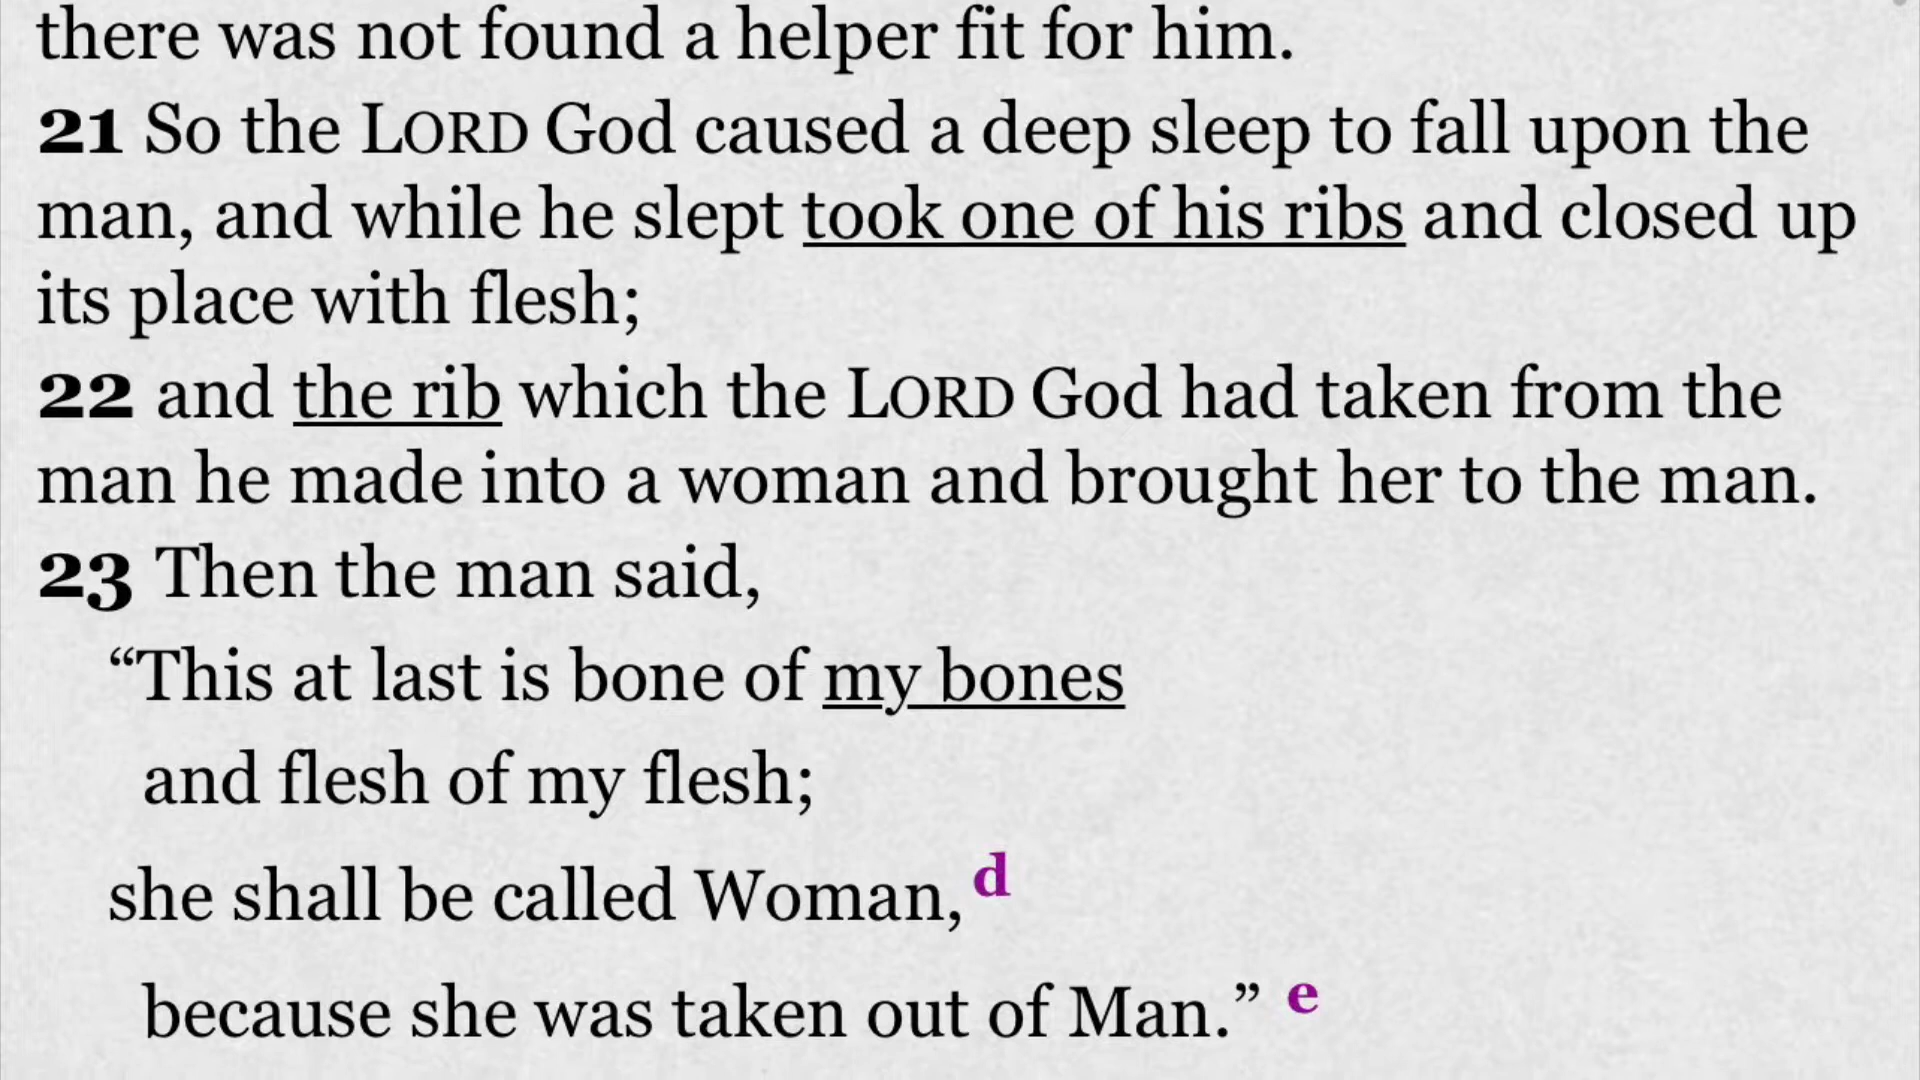 there was not found a helper fit for him.
21 So the LORD God caused a deep sleep to fall upon the
man, and while he slept took one of his ribs and closed up
its place with flesh;
22 and the rib which the LORD God had taken from the
man he made into a woman and brought her to the man.
23 Then the man said,
“This at last is bone of my bones
and flesh of my flesh;
she shall be called Woman, d
because she was taken out of Man.” e